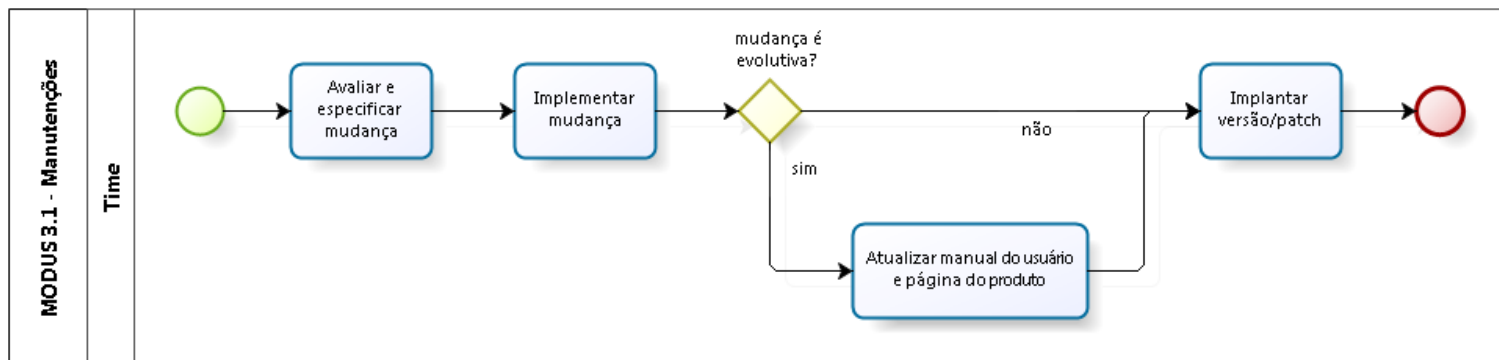 MODUS 3.1 - Manutenções
Time
Avaliar e
especificar
mudança
Implementar
mudança
mudança é
evolutiva?
não
sim
Atualizar manual do usuário
e página do produto
Implantar
versão/patch